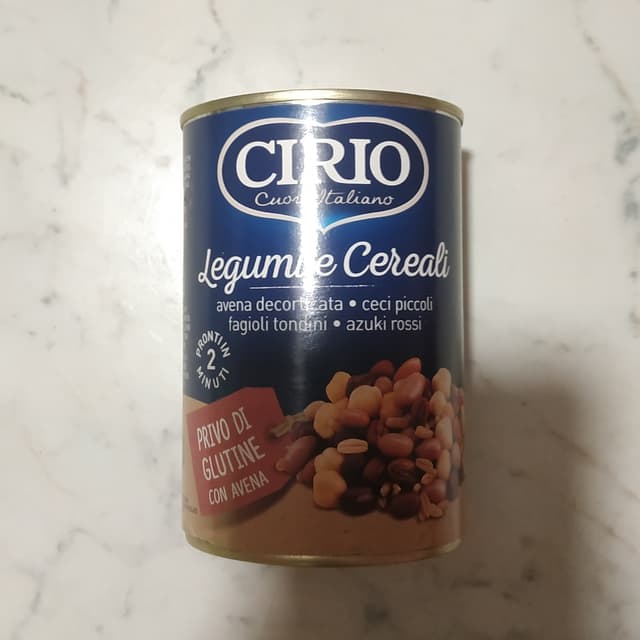 CIRIO
Cuore Italiano
Legumi e Cereali
avena decorticata • ceci piccoli
fagioli tondini • azuki rossi
PRONTI IN
2
MINUTI
PRIVO DI
GLUTINE
CON AVENA